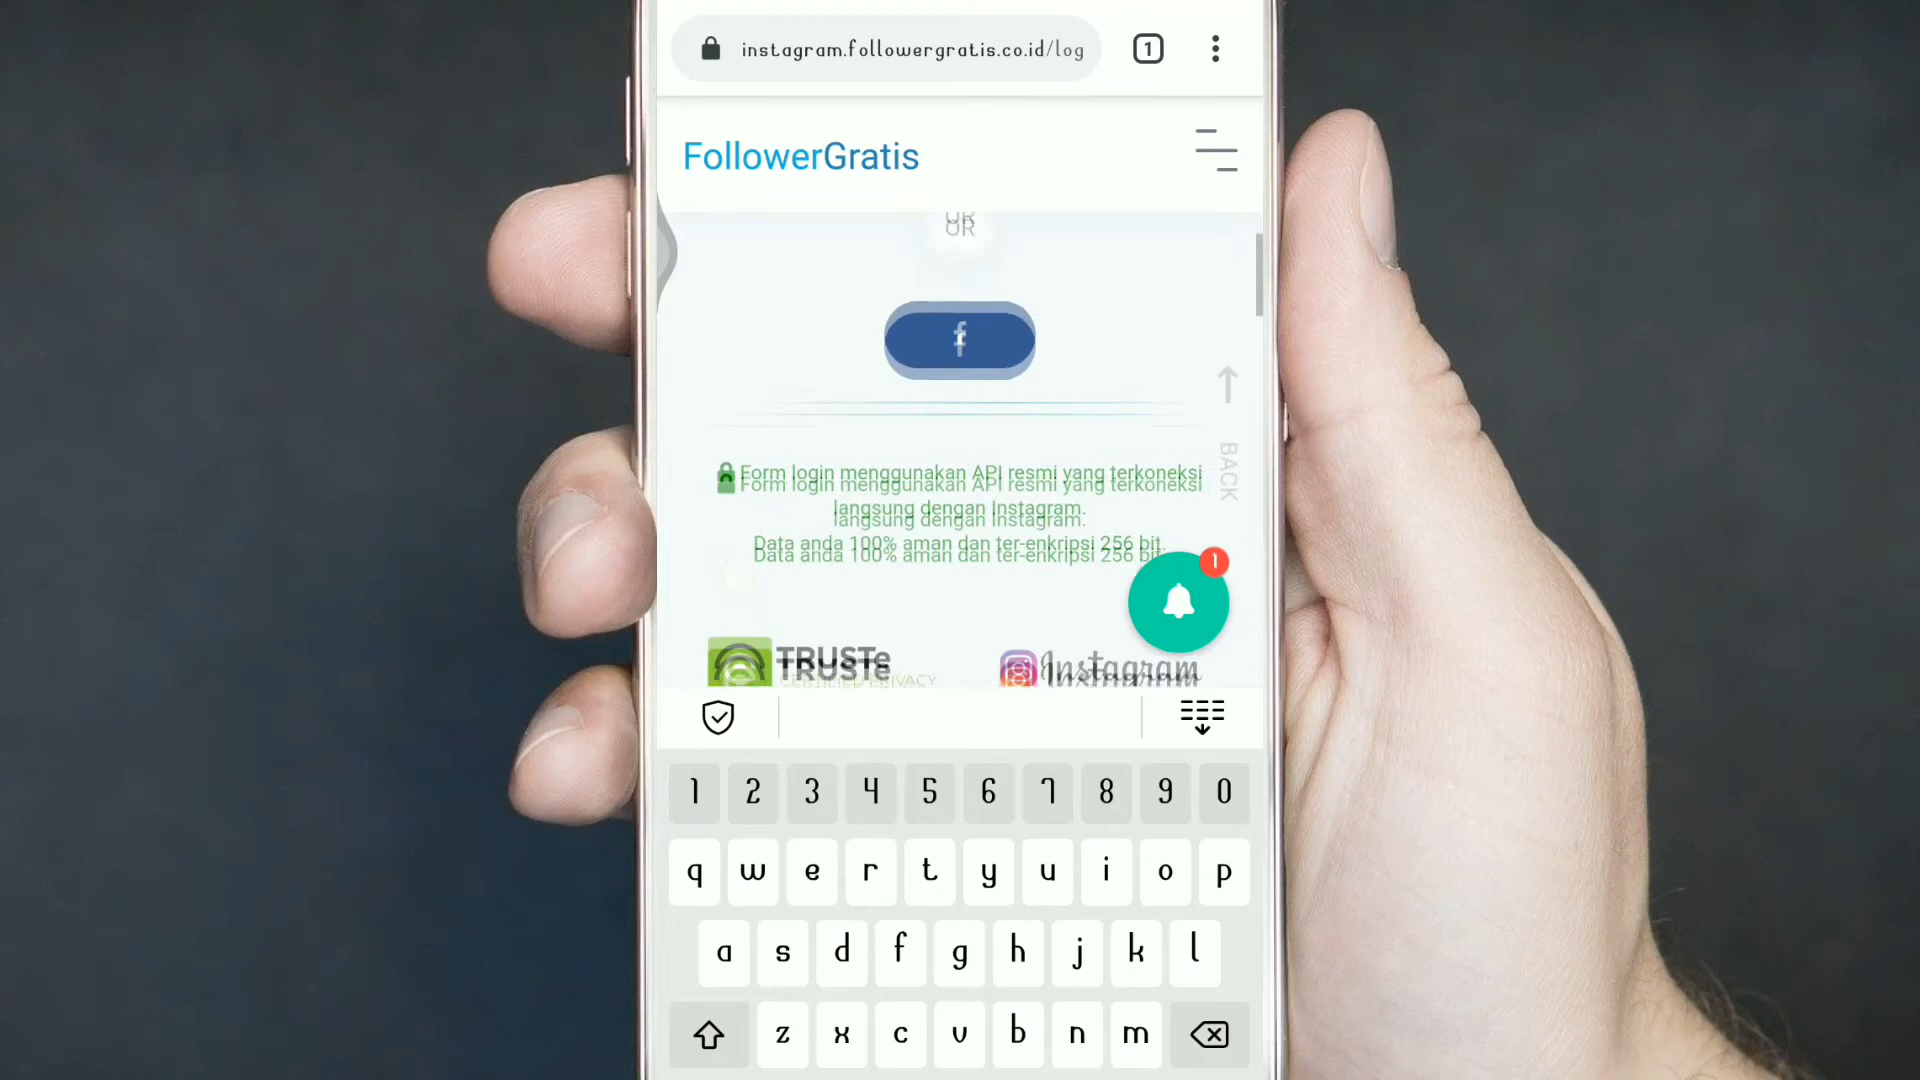 instagram.followergratis.co.id/log
1
FollowerGratis
OR
f
BACK
Form login menggunakan API resmi yang terkoneksi
langsung dengan Instagram.
Data anda 100% aman dan ter-enkripsi 256 bit.
1
TRUSTe
CERTIFIED PRIVACY
Instagram
1 2 3 4 5 6 7 8 9 0
q w e r t y u i o p
a s d f g h j k l
z x c v b n m